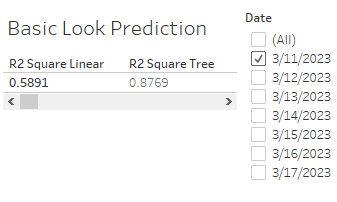 Basic Look Prediction
R2 Square Linear R2 Square Tree
0.5891 0.8769
Date
(All)
3/11/2023
3/12/2023
3/13/2023
3/14/2023
3/15/2023
3/16/2023
3/17/2023